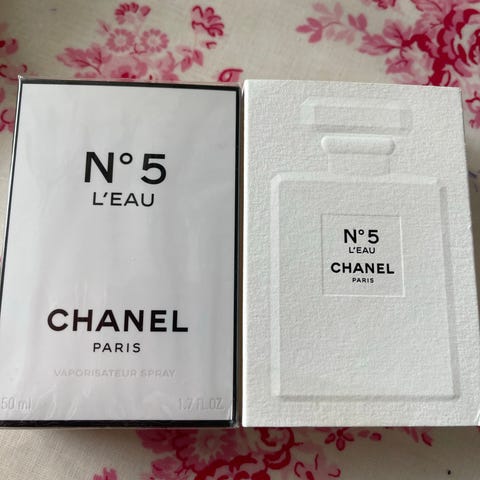 N°5
L'EAU
CHANEL
PARIS
VAPORISATEUR SPRAY
50 ml 1.7 FL.OZ.
N°5
L'EAU
CHANEL
PARIS